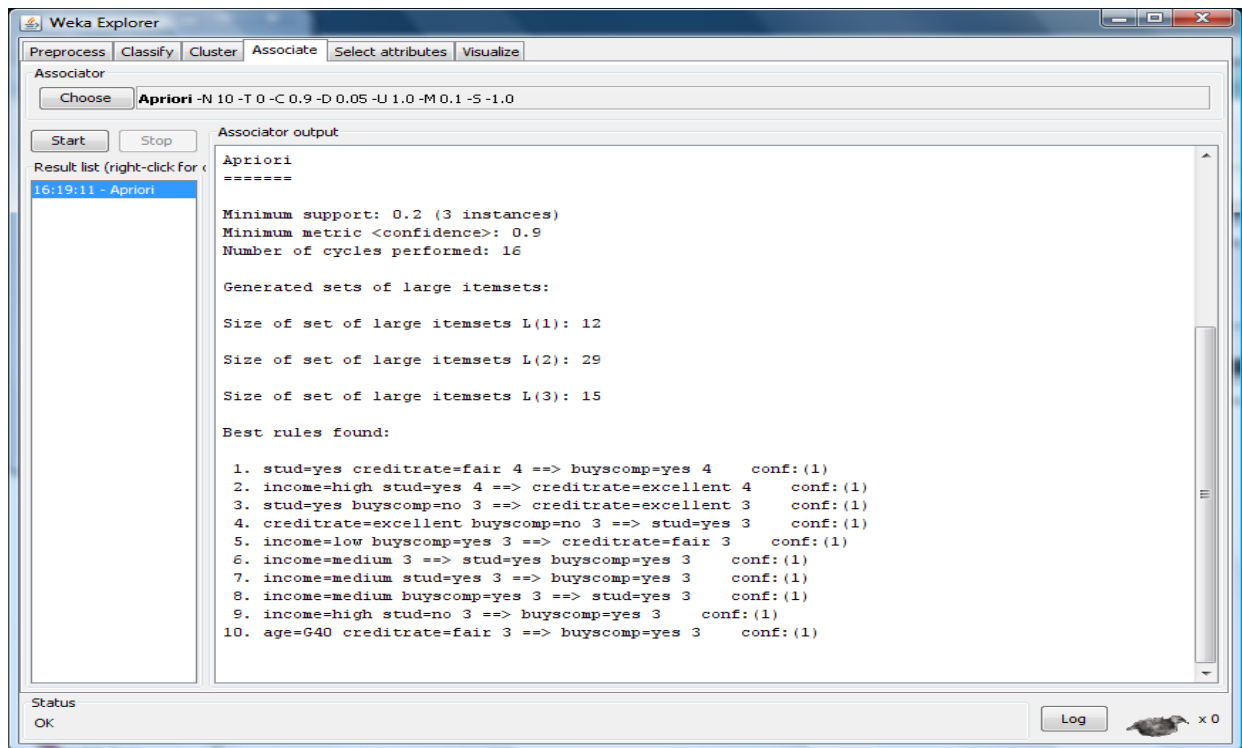 Weka Explorer
Preprocess Classify Cluster Associate Select attributes Visualize
Associator
Choose Apriori -N 10 -T 0 -C 0.9 -D 0.05 -U 1.0 -M 0.1 -S -1.0
Start Stop
Result list (right-click for
16:19:11 - Apriori
Associator output
Apriori
=======
Minimum support: 0.2 (3 instances)
Minimum metric <confidence>: 0.9
Number of cycles performed: 16
Generated sets of large itemsets:
Size of set of large itemsets L(1): 12
Size of set of large itemsets L(2): 29
Size of set of large itemsets L(3): 15
Best rules found:
1. stud=yes creditrate=fair 4 ==> buyscomp=yes 4 conf:(1)
2. income=high stud=yes 4 ==> creditrate=excellent 4 conf:(1)
3. stud=yes buyscomp=no 3 ==> creditrate=excellent 3 conf:(1)
4. creditrate=excellent buyscomp=no 3 ==> stud=yes 3 conf:(1)
5. income=low buyscomp=yes 3 ==> creditrate=fair 3 conf:(1)
6. income=medium 3 ==> stud=yes buyscomp=yes 3 conf:(1)
7. income=medium stud=yes 3 ==> buyscomp=yes 3 conf:(1)
8. income=medium buyscomp=yes 3 ==> stud=yes 3 conf:(1)
9. income=high stud=no 3 ==> buyscomp=yes 3 conf:(1)
10. age=G40 creditrate=fair 3 ==> buyscomp=yes 3 conf:(1)
Status
OK
Log x 0